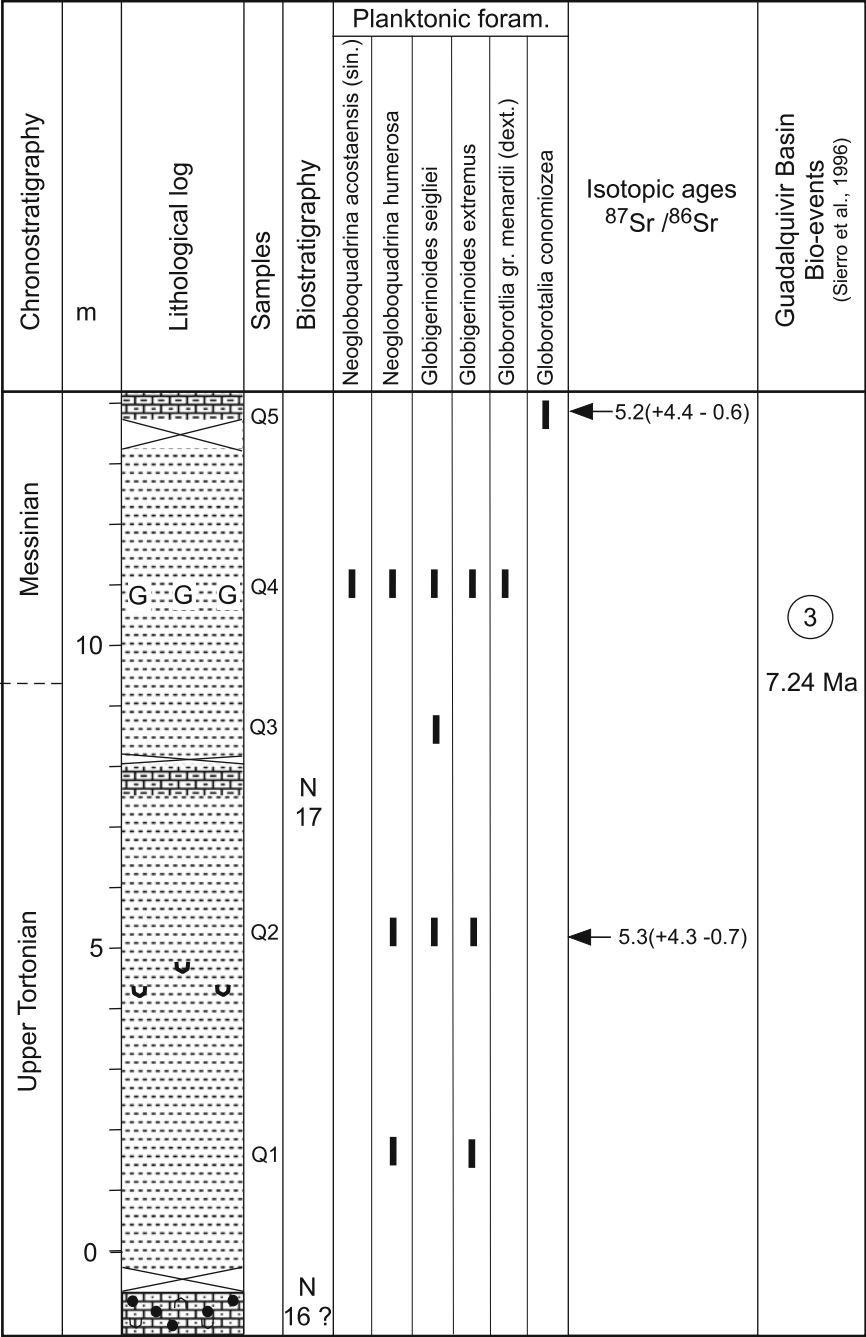 Planktonic foram.
Chronostratigraphy
m
Lithological log
Samples
Biostratigraphy
Neogloboquadrina acostaensis (sin.)
Neogloboquadrina humerosa
Globigerinoides seigliei
Globigerinoides extremus
Globorotlia gr. menardii (dext.)
Globorotalia conomiozea
Isotopic ages
87Sr /86Sr
Guadalquivir Basin
Bio-events
(Sierro et al., 1996)
Q5
5.2(+4.4 - 0.6)
Messinian
G G G
Q4
3
10
7.24 Ma
Q3
N
17
Upper Tortonian
5
Q2
5.3(+4.3 -0.7)
Q1
0
N
16 ?